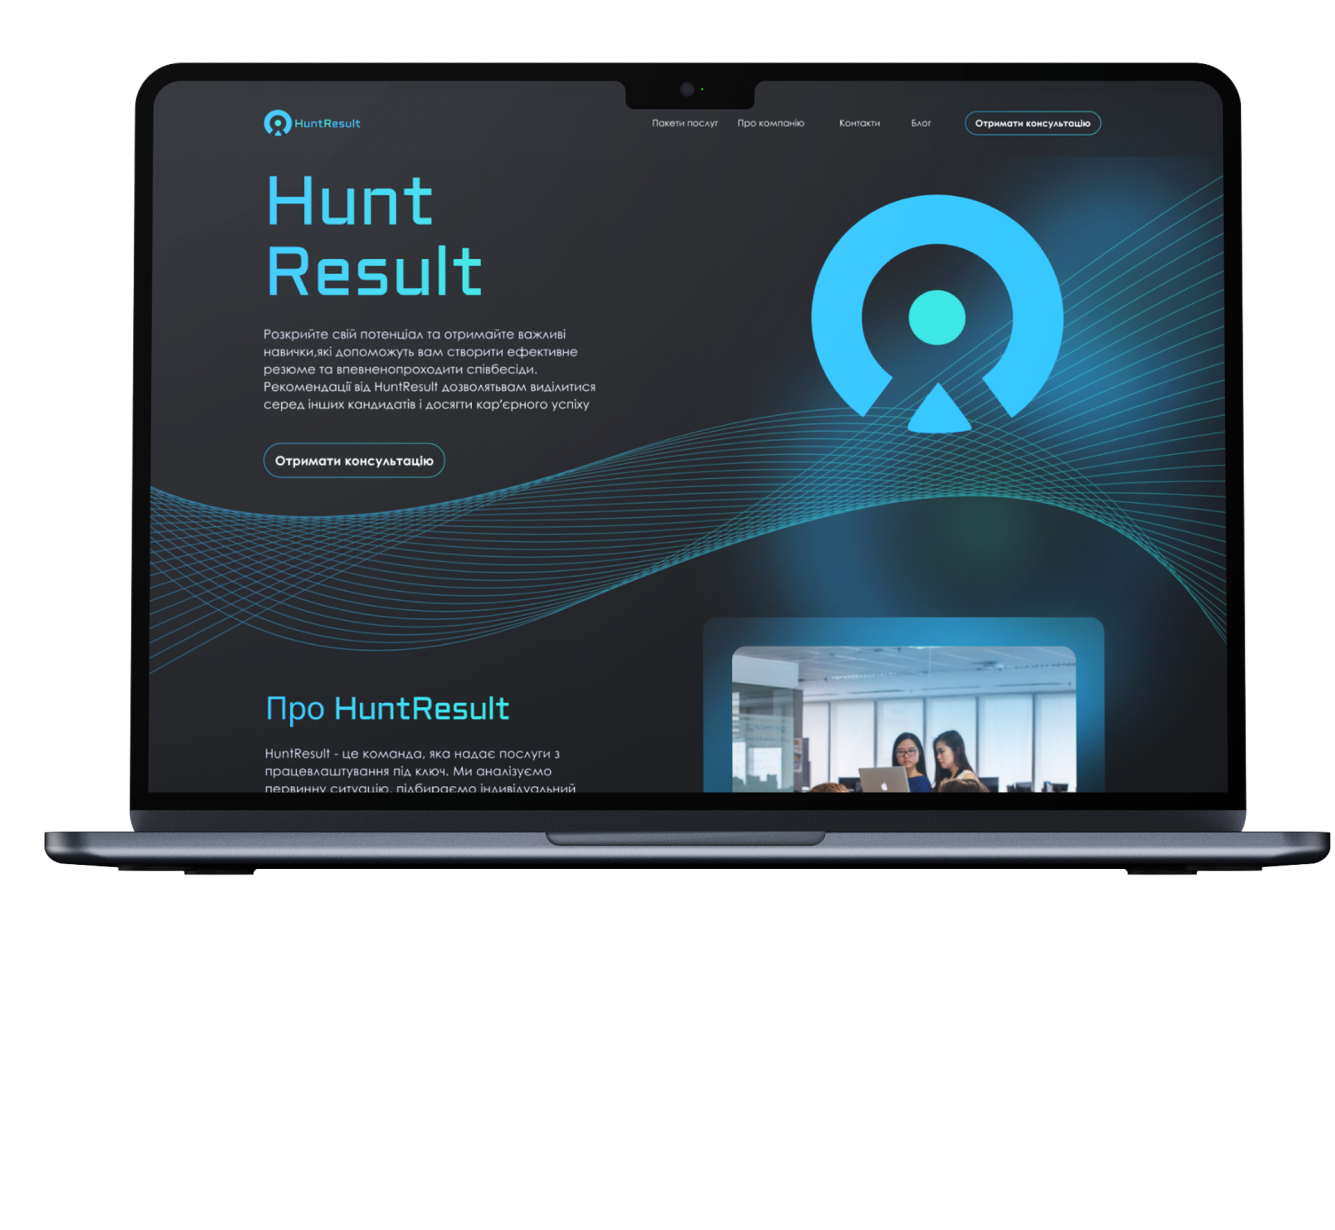 HuntResult
Пакети послуг Про компанію Контакти Блог Отримати консультацію
Hunt
Result
Розкрийте свій потенціал та отримайте важливі
навички,які допоможуть вам створити ефективне
резюме та впевненопроходити співбесіди.
Рекомендації від HuntResult дозволятьвам виділитися
серед інших кандидатів і досягти кар'єрного успіху
Отримати консультацію
Про HuntResult
HuntResult - це команда, яка надає послуги з
працевлаштування під ключ. Ми аналізуємо
первинну ситуацію, підбираємо індивідуальний